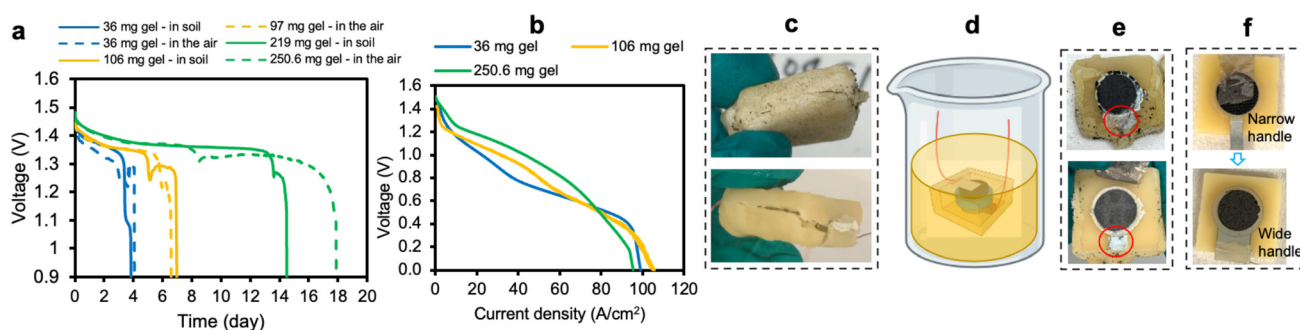 a
36 mg gel - in soil
97 mg gel - in the air
36 mg gel - in the air
219 mg gel - in soil
106 mg gel - in soil
250.6 mg gel - in the air
Voltage (V)
1.6
1.5
1.4
1.3
1.2
1.1
1
0.9
0 2 4 6 8 10 12 14 16 18 20
Time (day)
b
36 mg gel
106 mg gel
250.6 mg gel
Voltage (V)
1.6
1.4
1.2
1.0
0.8
0.6
0.4
0.2
0.0
0 20 40 60 80 100 120
Current density (A/cm²)
c
d
e
f
Narrow
handle
Wide
handle